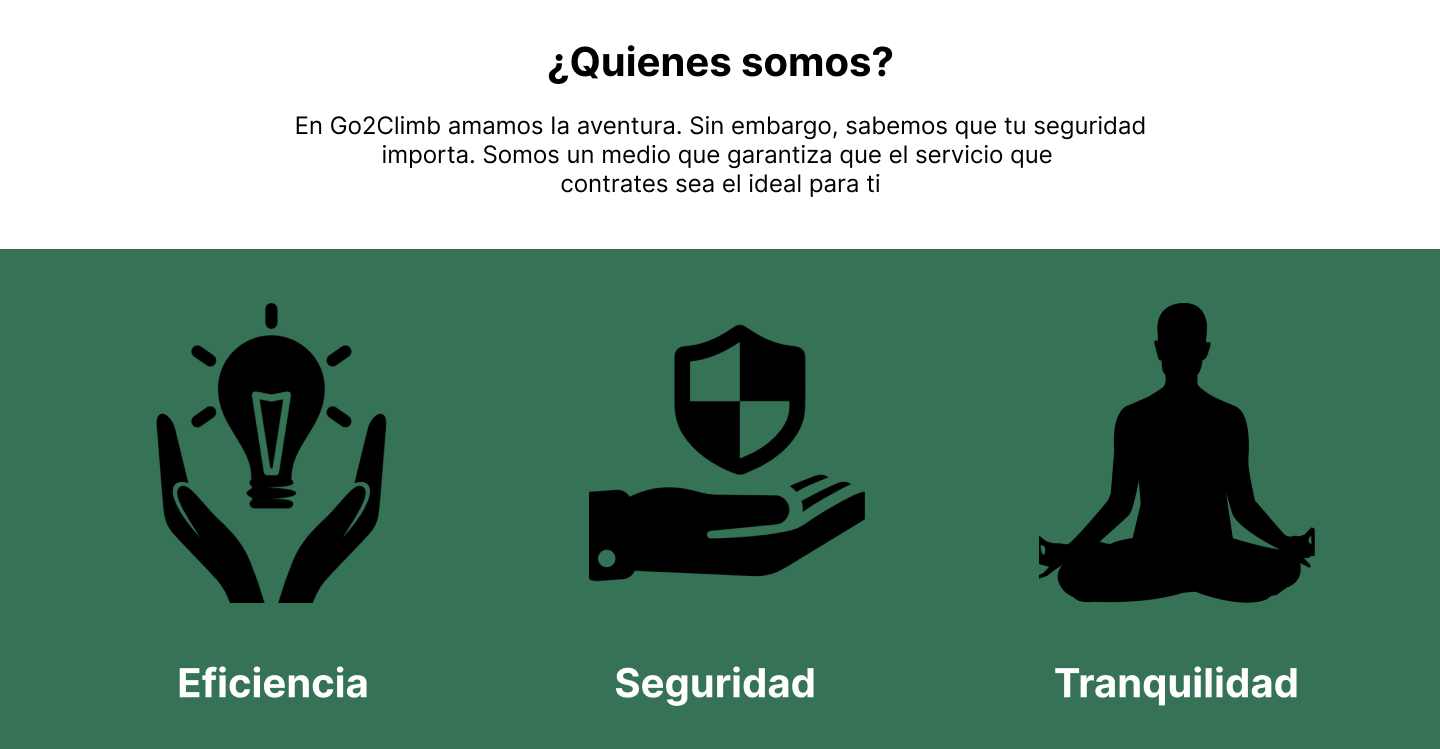 ¿Quienes somos?
En Go2Climb amamos la aventura. Sin embargo, sabemos que tu seguridad
importa. Somos un medio que garantiza que el servicio que
contrates sea el ideal para ti
Eficiencia
Seguridad
Tranquilidad